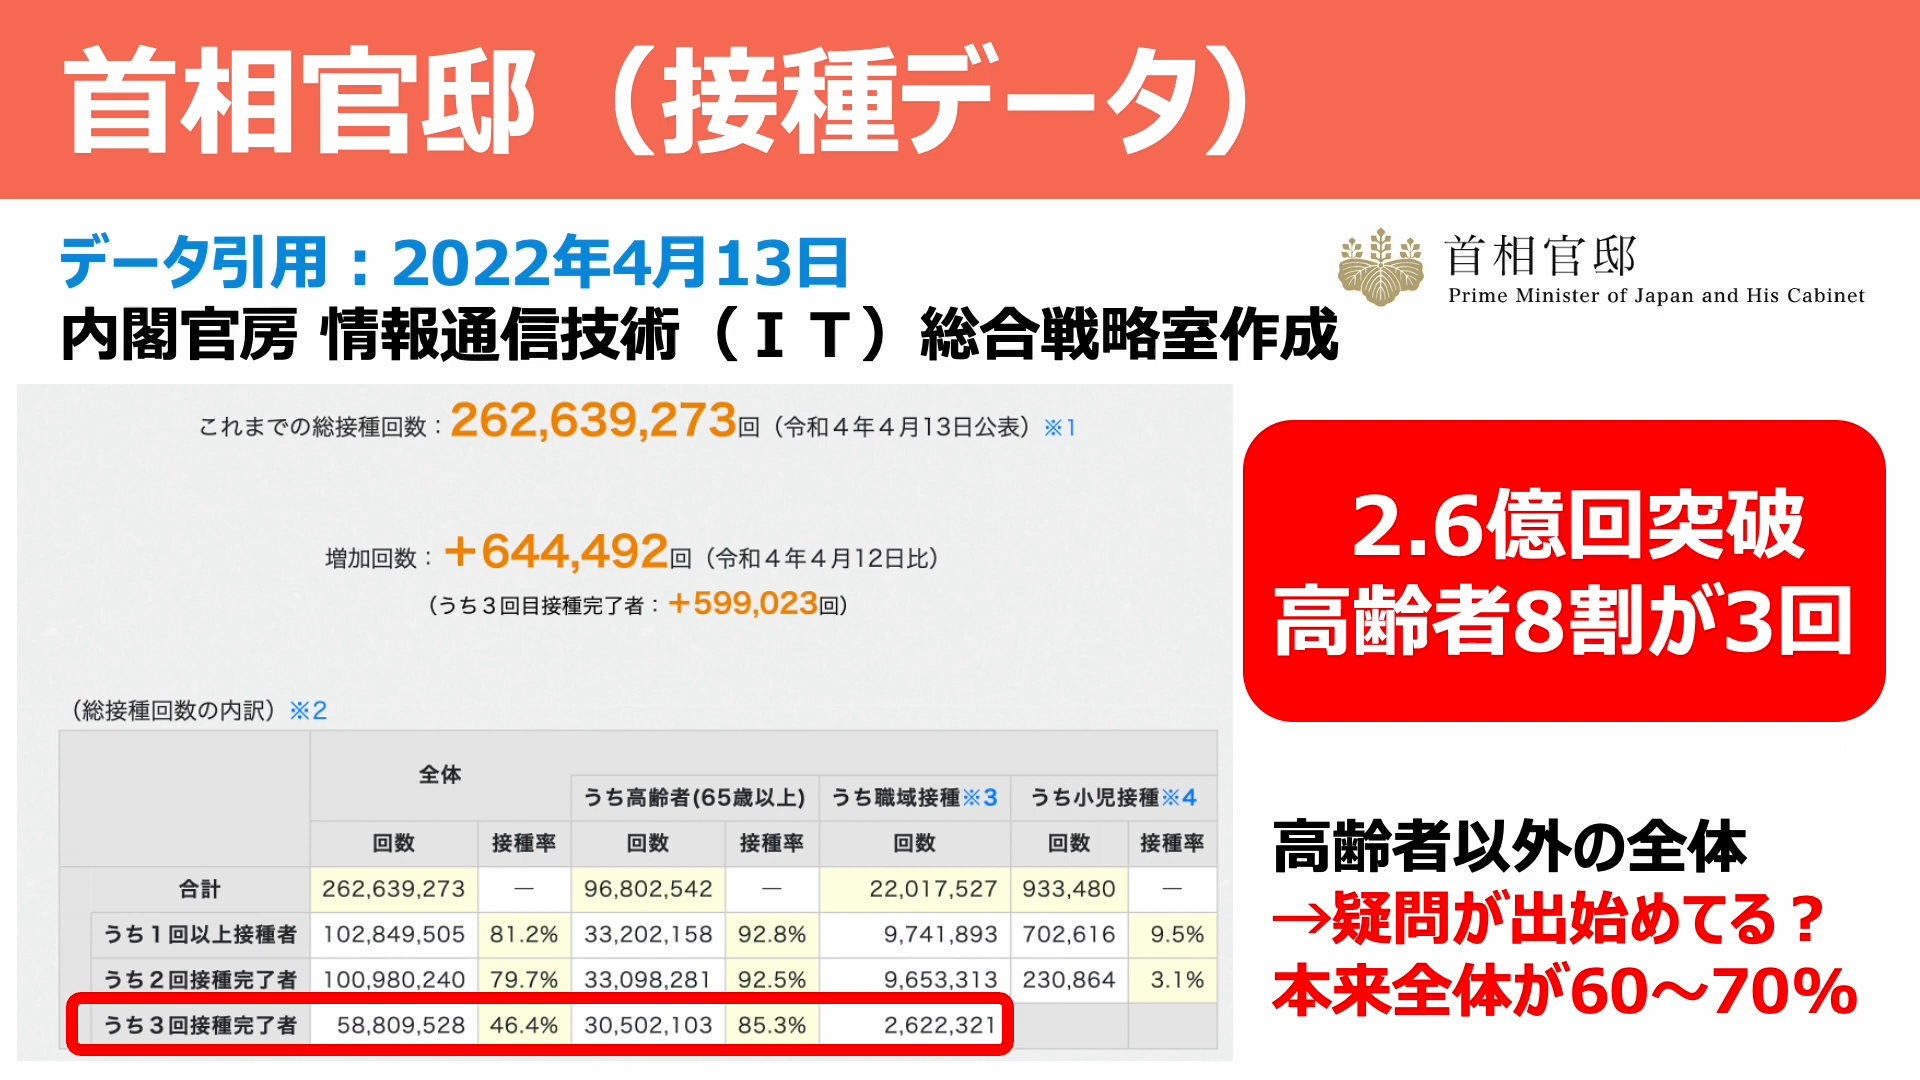 首相官邸（接種データ）
データ引用：2022年4月13日
内閣官房 情報通信技術（ＩＴ）総合戦略室作成
首相官邸
Prime Minister of Japan and His Cabinet
これまでの総接種回数：262,639,273回（令和４年４月13日公表）※1
増加回数：＋644,492回（令和４年４月12日比）
（うち３回目接種完了者：＋599,023回）
（総接種回数の内訳）※2
全体
うち高齢者(65歳以上) うち職域接種※3 うち小児接種※4
回数 接種率 回数 接種率 回数 回数 接種率
合計 262,639,273 ― 96,802,542 ― 22,017,527 933,480 ―
うち１回以上接種者 102,849,505 81.2% 33,202,158 92.8% 9,741,893 702,616 9.5%
うち２回接種完了者 100,980,240 79.7% 33,098,281 92.5% 9,653,313 230,864 3.1%
うち３回接種完了者 58,809,528 46.4% 30,502,103 85.3% 2,622,321
2.6億回突破
高齢者8割が3回
高齢者以外の全体
→疑問が出始めてる？
本来全体が60～70%